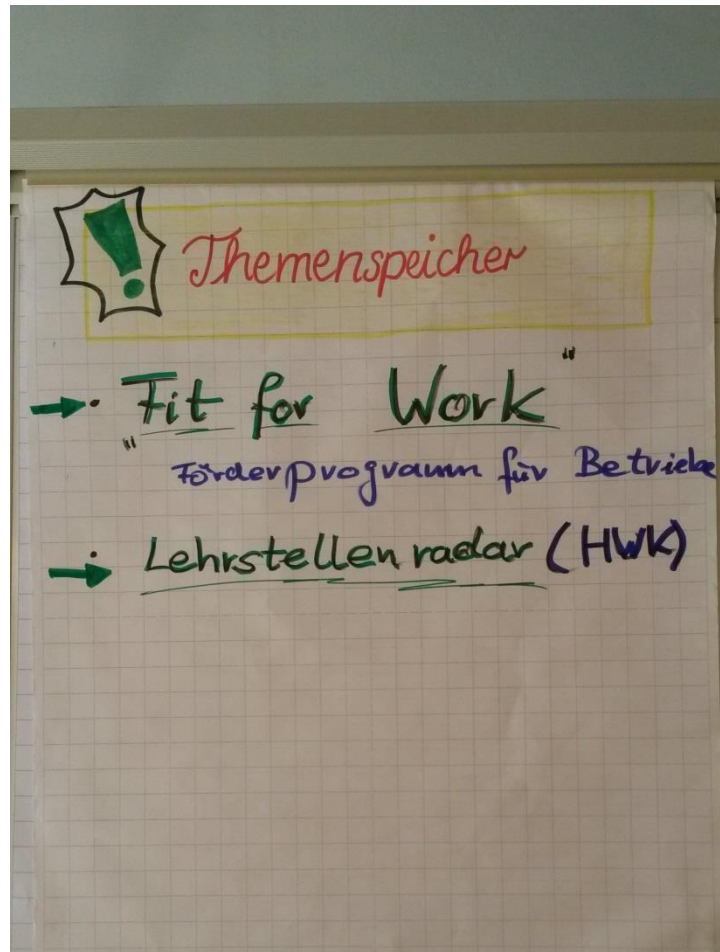 ! Themenspeicher
→ · "Fit for Work"
Förderprogramm für Betriebe
→ · Lehrstellenradar (HWK)